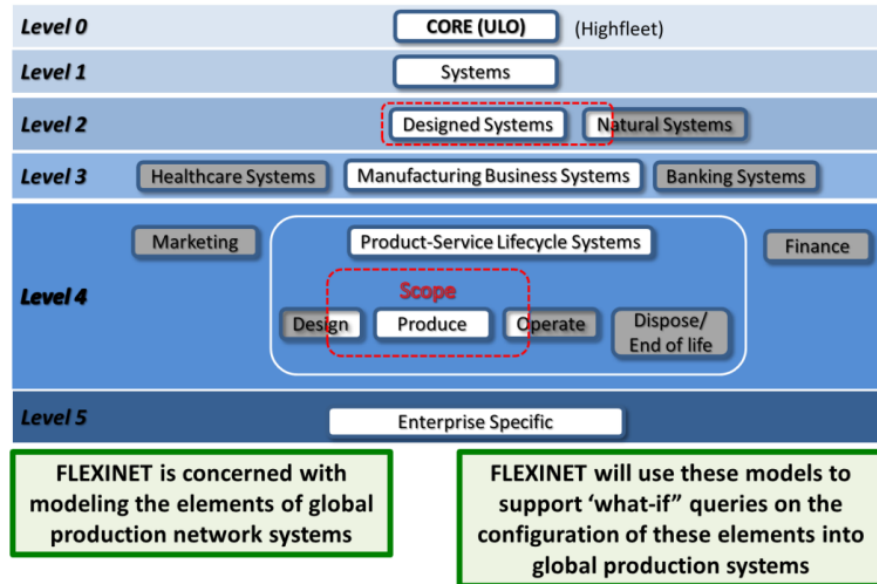 Level 0
CORE (ULO)
(Highfleet)
Level 1
Systems
Level 2
Designed Systems
Natural Systems
Level 3
Healthcare Systems
Manufacturing Business Systems
Banking Systems
Marketing
Product-Service Lifecycle Systems
Finance
Level 4
Scope
Design
Produce
Operate
Dispose/
End of life
Level 5
Enterprise Specific
FLEXINET is concerned with
modeling the elements of global
production network systems
FLEXINET will use these models to
support ‘what-if” queries on the
configuration of these elements into
global production systems